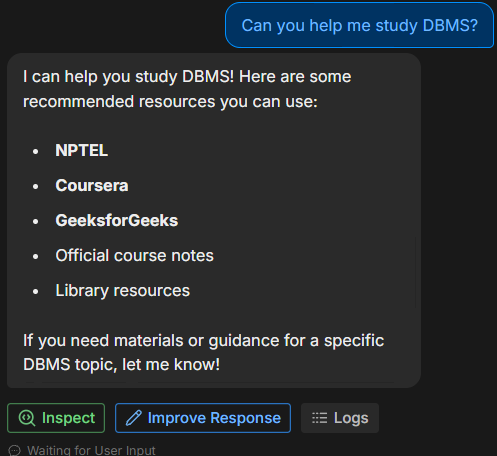 Can you help me study DBMS?
I can help you study DBMS! Here are some
recommended resources you can use:
• NPTEL
• Coursera
• GeeksforGeeks
• Official course notes
• Library resources
If you need materials or guidance for a specific
DBMS topic, let me know!
Inspect Improve Response Logs
Waiting for User Input